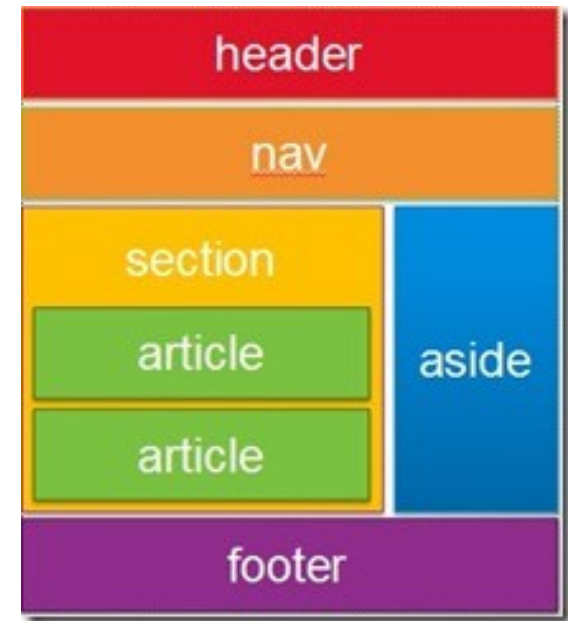 header
nav
section
article
aside
article
footer